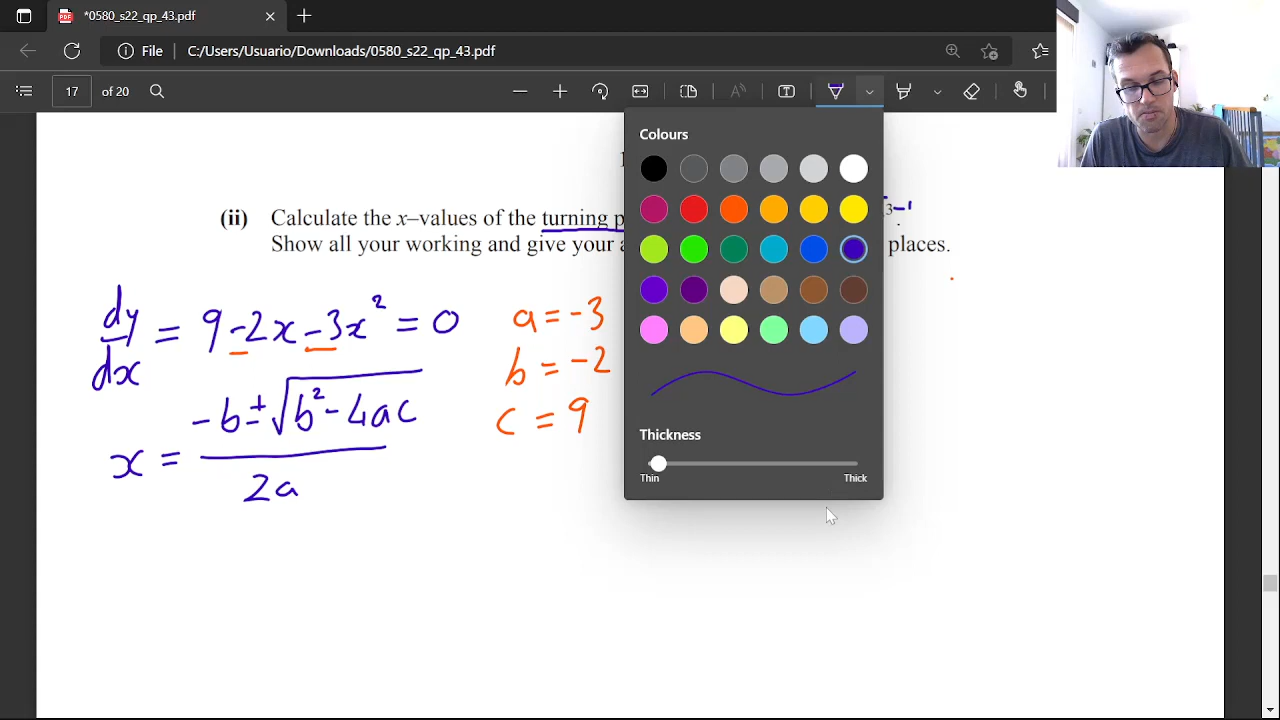 *0580_s22_qp_43.pdf
File C:/Users/Usuario/Downloads/0580_s22_qp_43.pdf
17 of 20
Colours
(ii) Calculate the x–values of the turning p 3-1
Show all your working and give your a places.
dy/dx = 9 - 2x - 3x² = 0
a = -3
b = -2
c = 9
x = -b ± √b² - 4ac
2a
Thickness
Thin Thick